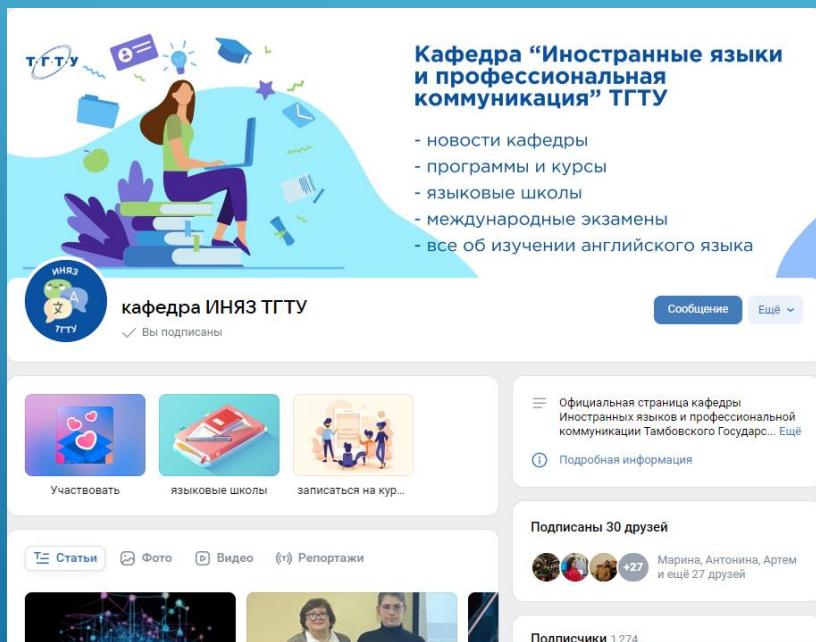 Т·Г·Т·У
Кафедра “Иностранные языки
и профессиональная
коммуникация” ТГТУ
- новости кафедры
- программы и курсы
- языковые школы
- международные экзамены
- все об изучении английского языка
ИНЯЗ
A
文
ТГТУ
кафедра ИНЯЗ ТГТУ
Вы подписаны
Сообщение
Ещё
Участвовать
языковые школы
записаться на кур...
Официальная страница кафедры
Иностранных языков и профессиональной
коммуникации Тамбовского Государс... Ещё
Подробная информация
Подписаны 30 друзей
+27
Марина, Антонина, Артем
и ещё 27 друзей
Статьи
Фото
Видео
Репортажи
Подписчики 1 274